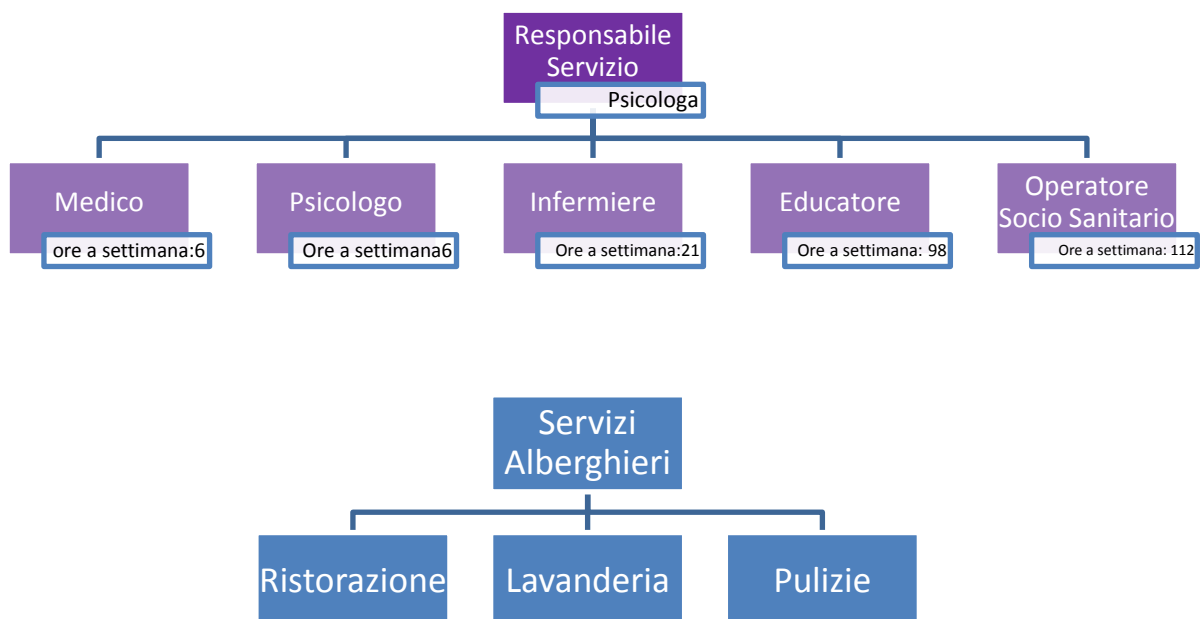 Responsabile
Servizio
Psicologa
Medico
ore a settimana:6
Psicologo
Ore a settimana6
Infermiere
Ore a settimana:21
Educatore
Ore a settimana: 98
Operatore
Socio Sanitario
Ore a settimana: 112
Servizi
Alberghieri
Ristorazione
Lavanderia
Pulizie